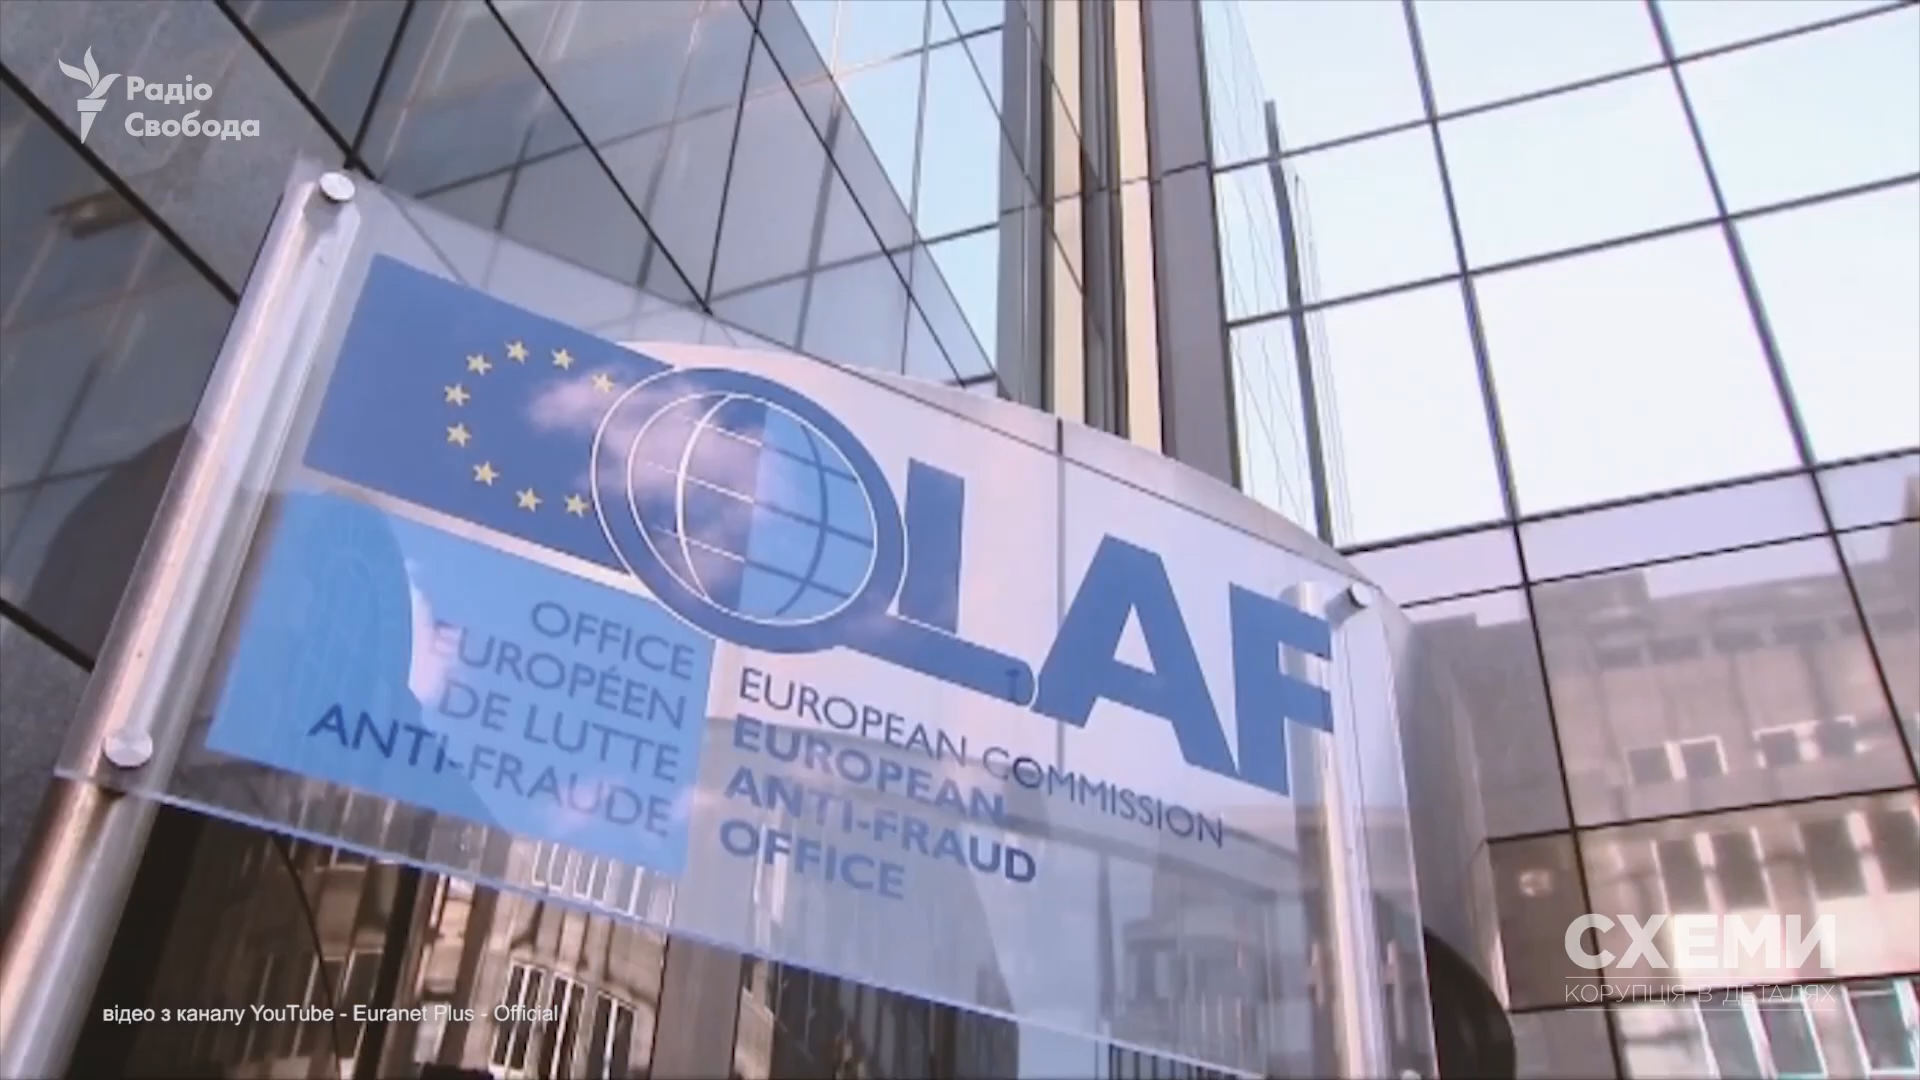 Радіо
Свобода
OLAF
OFFICE
EUROPÉEN
DE LUTTE
ANTI-FRAUDE
EUROPEAN COMMISSION
EUROPEAN
ANTI-FRAUD
OFFICE
СХЕМИ
КОРУПЦІЯ В ДЕТАЛЯХ
відео з каналу YouTube - Euranet Plus - Official